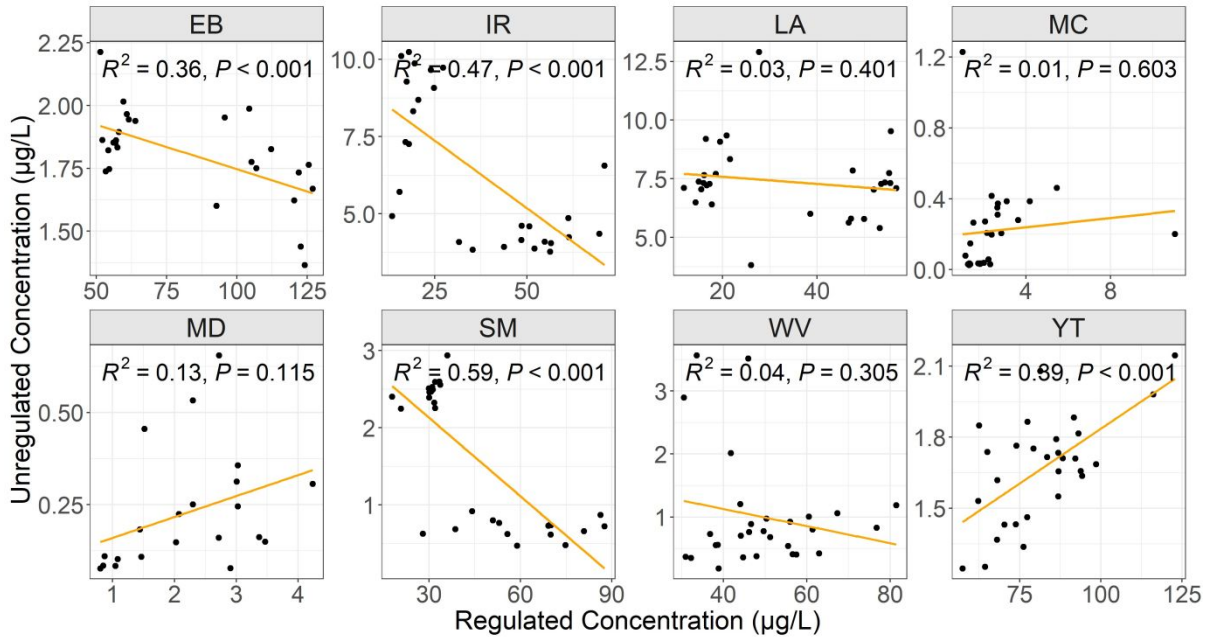 EB IR LA MC
R² = 0.36, P < 0.001
R² = 0.47, P < 0.001
R² = 0.03, P = 0.401
R² = 0.01, P = 0.603
2.25
2.00
1.75
1.50
10.0
7.5
5.0
12.5
10.0
7.5
5.0
1.2
0.8
0.4
0.0
50 75 100 125
25 50
20 40
4 8
MD SM WV YT
R² = 0.13, P = 0.115
R² = 0.59, P < 0.001
R² = 0.04, P = 0.305
R² = 0.39, P < 0.001
0.50
0.25
3
2
1
3
2
1
0
2.1
1.8
1.5
1.2
1 2 3 4
30 50 70 90
40 60 80
75 100 125
Unregulated Concentration (µg/L)
Regulated Concentration (µg/L)